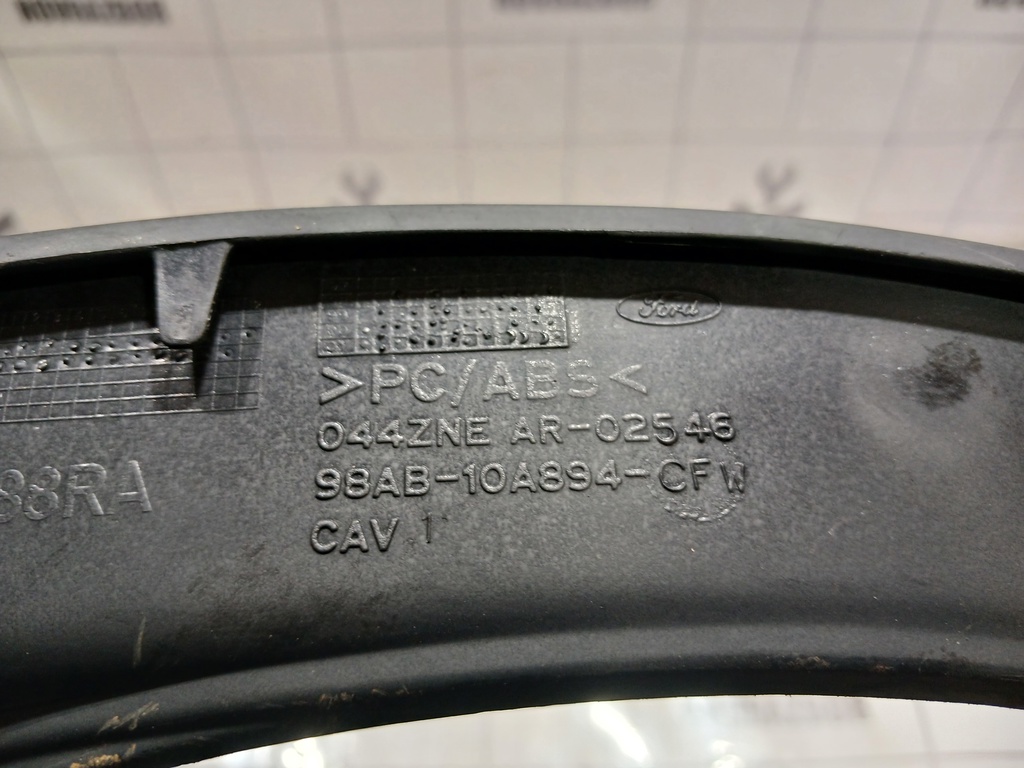 Ford
>PC/ABS<
044ZNE AR-02546
98AB-10A894-CFW
88RA
CAV 1